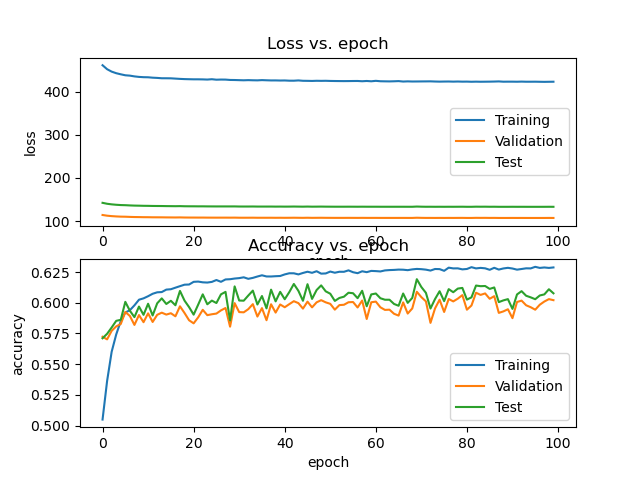 Loss vs. epoch
400
300
200
100
loss
Training
Validation
Test
0 20 40 60 80 100
epoch
Accuracy vs. epoch
0.625
0.600
0.575
0.550
0.525
0.500
accuracy
Training
Validation
Test
0 20 40 60 80 100
epoch